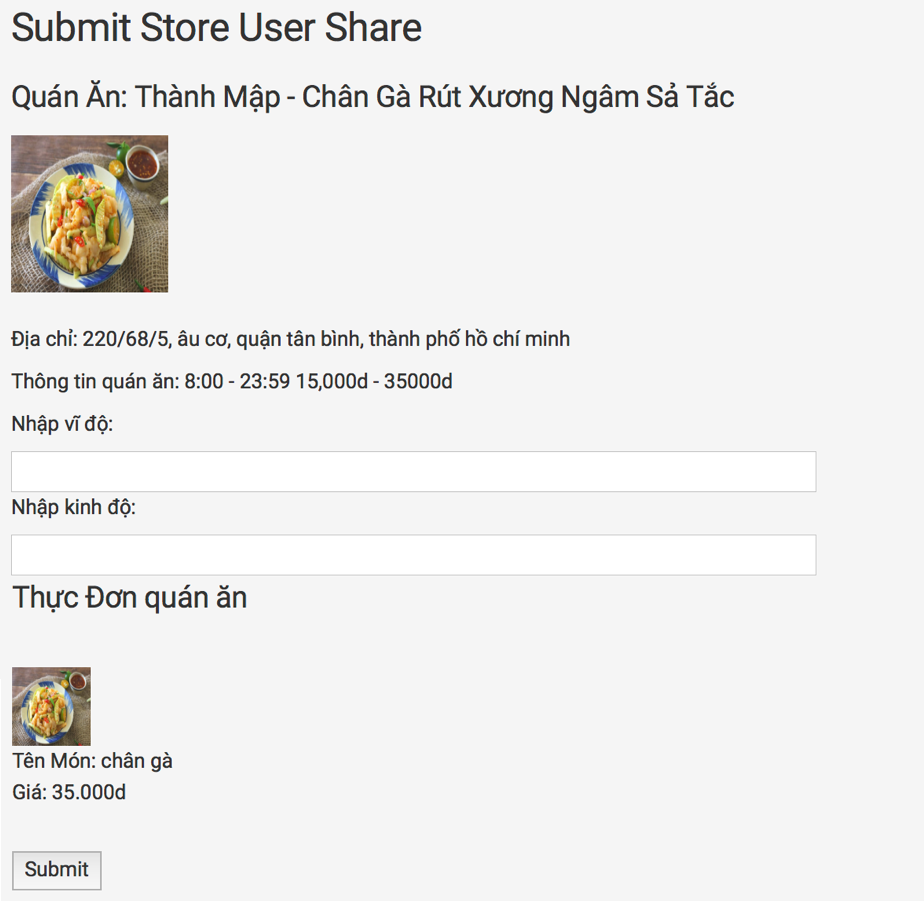 Submit Store User Share
Quán Ăn: Thành Mập - Chân Gà Rút Xương Ngâm Sả Tắc
Địa chỉ: 220/68/5, âu cơ, quận tân bình, thành phố hồ chí minh
Thông tin quán ăn: 8:00 - 23:59 15,000d - 35000d
Nhập vĩ độ:
Nhập kinh độ:
Thực Đơn quán ăn
Tên Món: chân gà
Giá: 35.000d
Submit